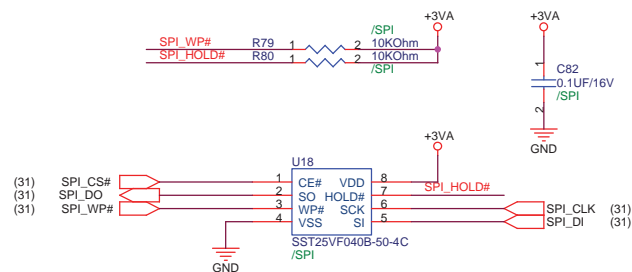 +3VA +3VA
SPI_WP# R79 1 2 /SPI 10KOhm
SPI_HOLD# R80 1 2 10KOhm /SPI
1 C82
0.1UF/16V
/SPI
2
GND
+3VA
U18
(31) SPI_CS# 1 CE# VDD 8
(31) SPI_DO 2 SO HOLD# 7 SPI_HOLD#
(31) SPI_WP# 3 WP# SCK 6 SPI_CLK (31)
4 VSS SI 5 SPI_DI (31)
SST25VF040B-50-4C
/SPI
GND